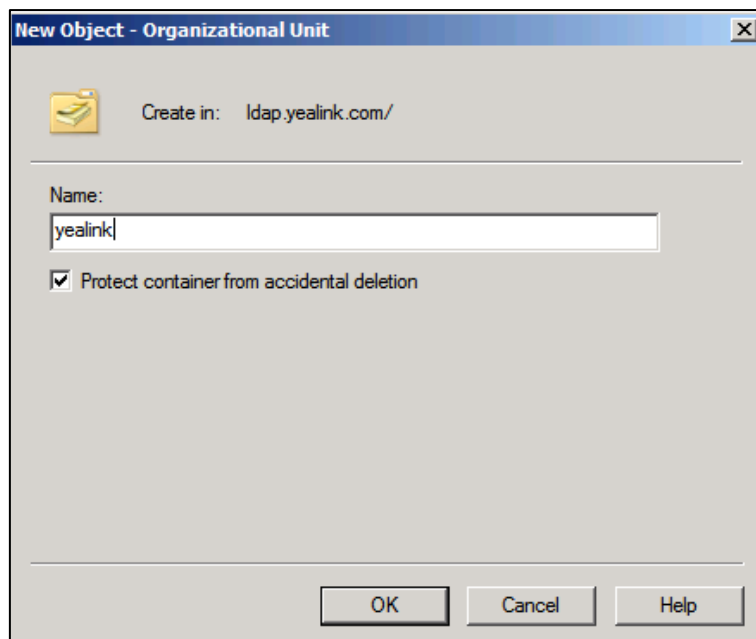 New Object - Organizational Unit
Create in: ldap.yealink.com/
Name:
yealink
Protect container from accidental deletion
OK Cancel Help